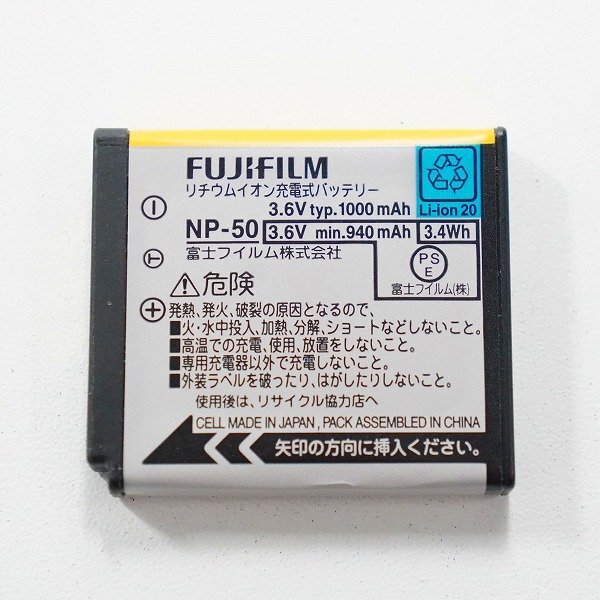 FUJIFILM
リチウムイオン充電式バッテリー
3.6V typ.1000 mAh
Li-ion 20
NP-50 3.6V min.940 mAh 3.4Wh
富士フイルム株式会社
PS
E
富士フイルム(株)
T
⚠危険
発熱、発火、破裂の原因となるので、
■火・水中投入、加熱、分解、ショートなどしないこと。
■高温での充電、使用、放置をしないこと。
■専用充電器以外で充電しないこと。
■外装ラベルを破ったり、はがしたりしないこと。
使用後は、リサイクル協力店へ
CELL MADE IN JAPAN , PACK ASSEMBLED IN CHINA
矢印の方向に挿入ください。